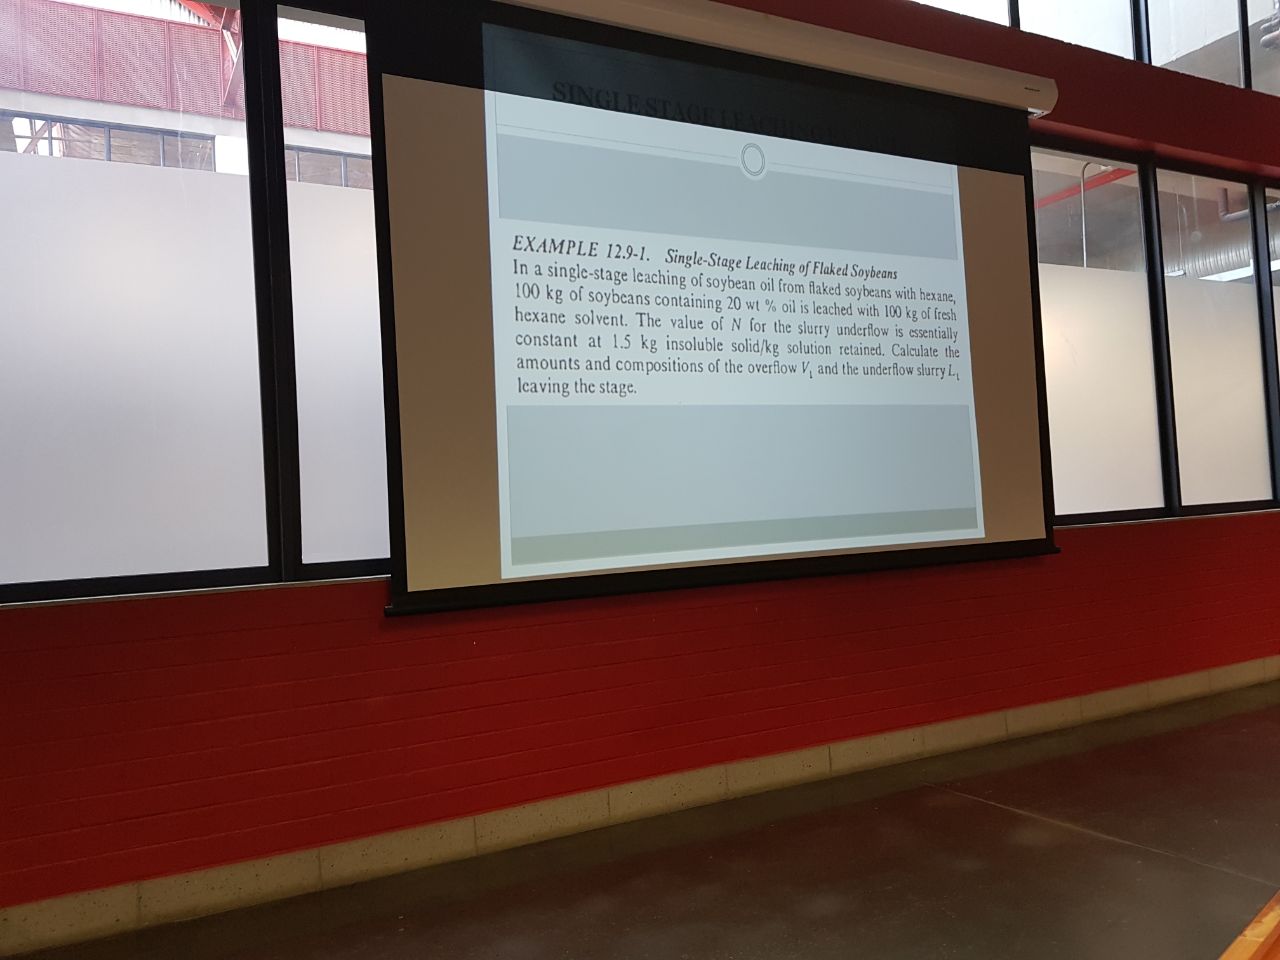 SINGLE-STAGE LEACHING
EXAMPLE 12.9-1. Single-Stage Leaching of Flaked Soybeans
In a single-stage leaching of soybean oil from flaked soybeans with hexane,
100 kg of soybeans containing 20 wt % oil is leached with 100 kg of fresh
hexane solvent. The value of N for the slurry underflow is essentially
constant at 1.5 kg insoluble solid/kg solution retained. Calculate the
amounts and compositions of the overflow V₁ and the underflow slurry L₁
leaving the stage.